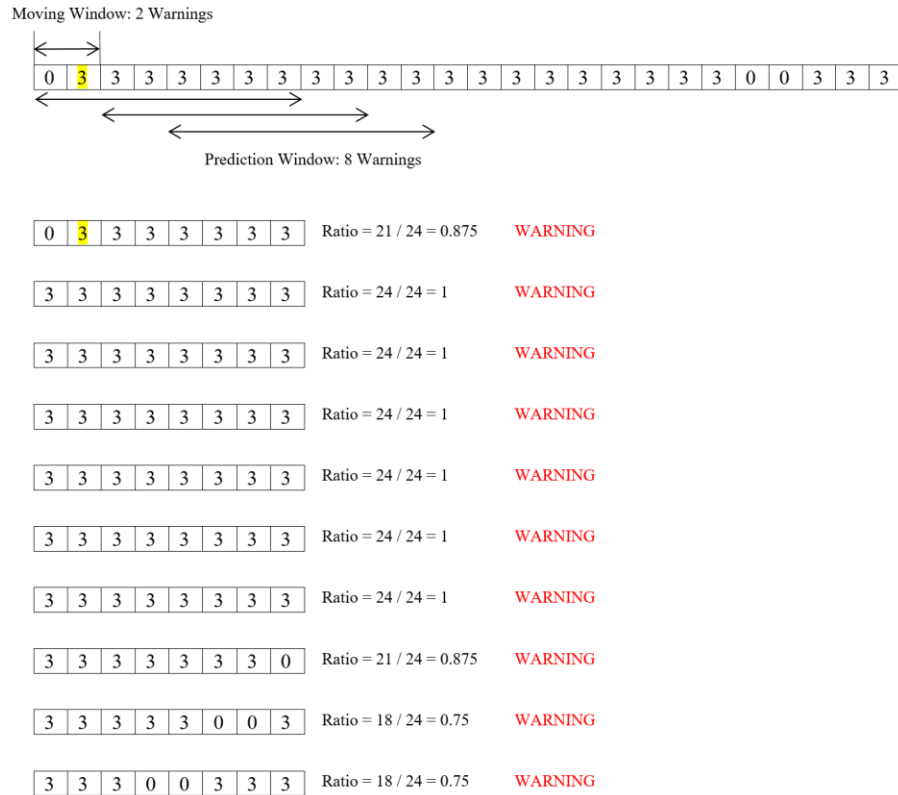 Moving Window: 2 Warnings
0 3 3 3 3 3 3 3 3 3 3 3 3 3 3 3 3 3 3 3 3 0 0 3 3 3
Prediction Window: 8 Warnings
0 3 3 3 3 3 3 3 Ratio = 21 / 24 = 0.875 WARNING
3 3 3 3 3 3 3 3 Ratio = 24 / 24 = 1 WARNING
3 3 3 3 3 3 3 3 Ratio = 24 / 24 = 1 WARNING
3 3 3 3 3 3 3 3 Ratio = 24 / 24 = 1 WARNING
3 3 3 3 3 3 3 3 Ratio = 24 / 24 = 1 WARNING
3 3 3 3 3 3 3 3 Ratio = 24 / 24 = 1 WARNING
3 3 3 3 3 3 3 3 Ratio = 24 / 24 = 1 WARNING
3 3 3 3 3 3 3 0 Ratio = 21 / 24 = 0.875 WARNING
3 3 3 3 3 0 0 3 Ratio = 18 / 24 = 0.75 WARNING
3 3 3 0 0 3 3 3 Ratio = 18 / 24 = 0.75 WARNING